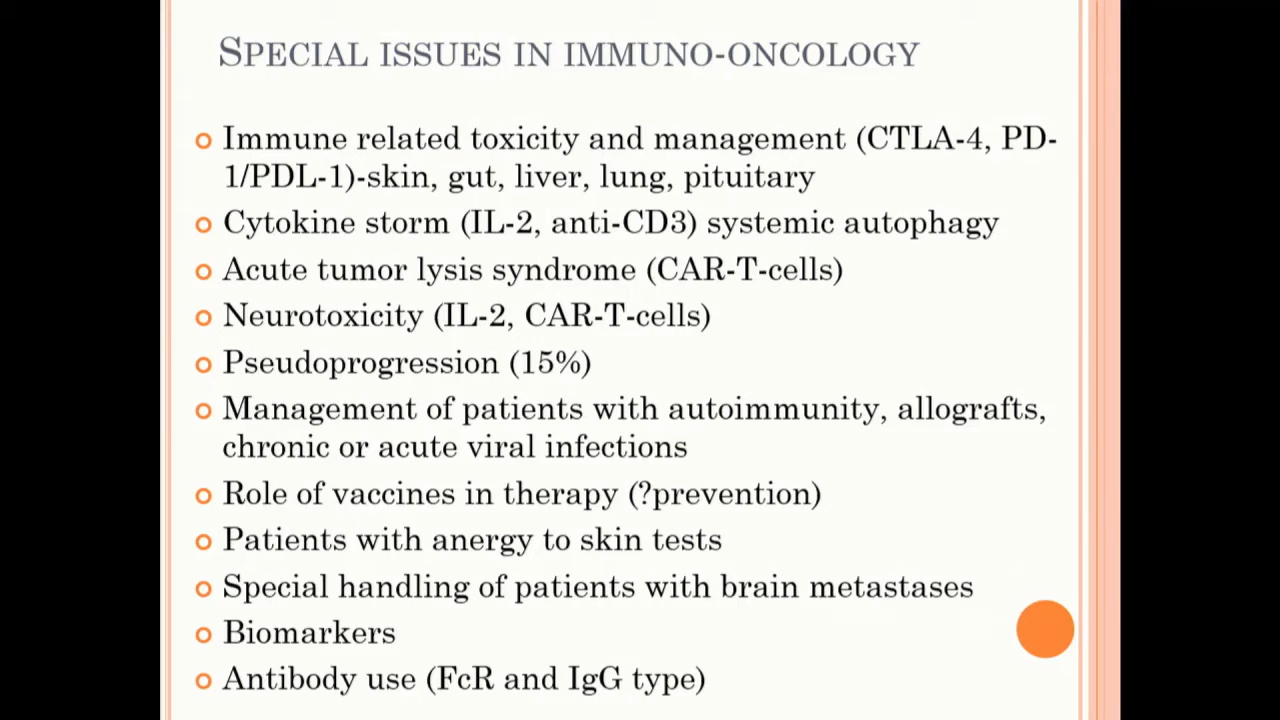 SPECIAL ISSUES IN IMMUNO-ONCOLOGY
Immune related toxicity and management (CTLA-4, PD-
1/PDL-1)-skin, gut, liver, lung, pituitary
Cytokine storm (IL-2, anti-CD3) systemic autophagy
Acute tumor lysis syndrome (CAR-T-cells)
Neurotoxicity (IL-2, CAR-T-cells)
Pseudoprogression (15%)
Management of patients with autoimmunity, allografts,
chronic or acute viral infections
Role of vaccines in therapy (?prevention)
Patients with anergy to skin tests
Special handling of patients with brain metastases
Biomarkers
Antibody use (FcR and IgG type)